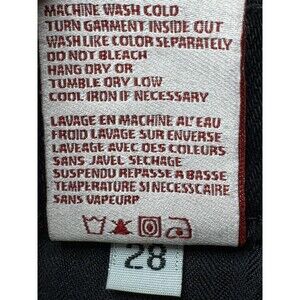 MACHINE WASH COLD
TURN GARMENT INSIDE OUT
WASH LIKE COLOR SEPARATELY
DO NOT BLEACH
HANG DRY OR
TUMBLE DRY LOW
COOL IRON IF NECESSARY
LAVAGE EN MACHINE AL'EAU
FROID LAVAGE SUR ENVERSE
LAVEAGE AVEC DES COULEURS
SANS JAVEL SECHAGE
SUSPENDU REPASSE A BASSE
TEMPERATURE SI NECESSCAIRE
SANS VAPEURP
28